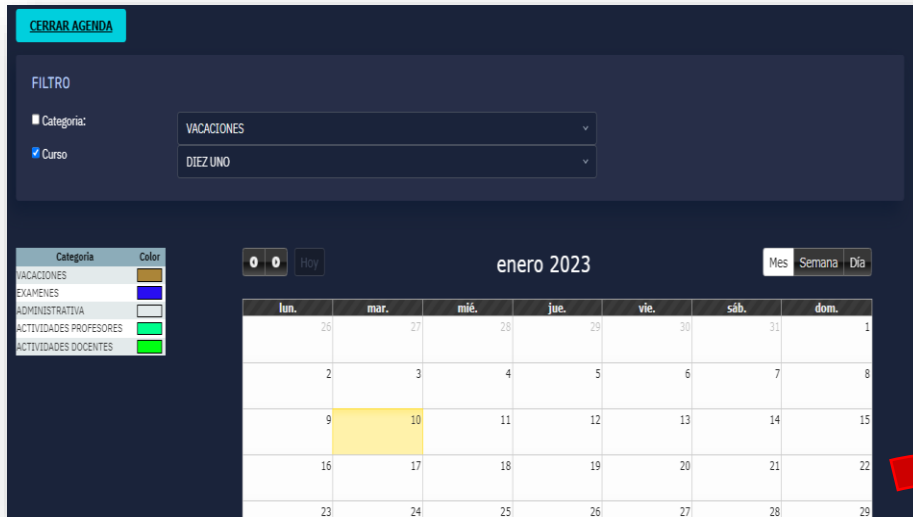 CERRAR AGENDA
FILTRO
Categoria:
VACACIONES
Curso
DIEZ UNO
Categoria Color
VACACIONES
EXAMENES
ADMINISTRATIVA
ACTIVIDADES PROFESORES
ACTIVIDADES DOCENTES
Hoy
enero 2023
Mes Semana Día
lun. mar. mié. jue. vie. sáb. dom.
26 27 28 29 30 31 1
2 3 4 5 6 7 8
9 10 11 12 13 14 15
16 17 18 19 20 21 22
23 24 25 26 27 28 29